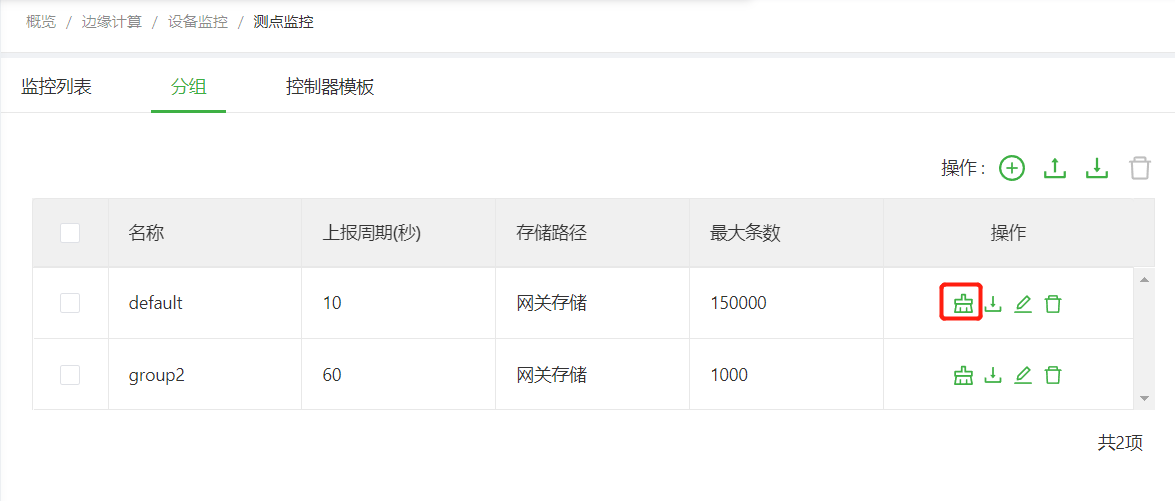 概览 / 边缘计算 / 设备监控 / 测点监控
监控列表 分组 控制器模板
操作 :
名称 上报周期(秒) 存储路径 最大条数 操作
default 10 网关存储 150000
group2 60 网关存储 1000
共2项